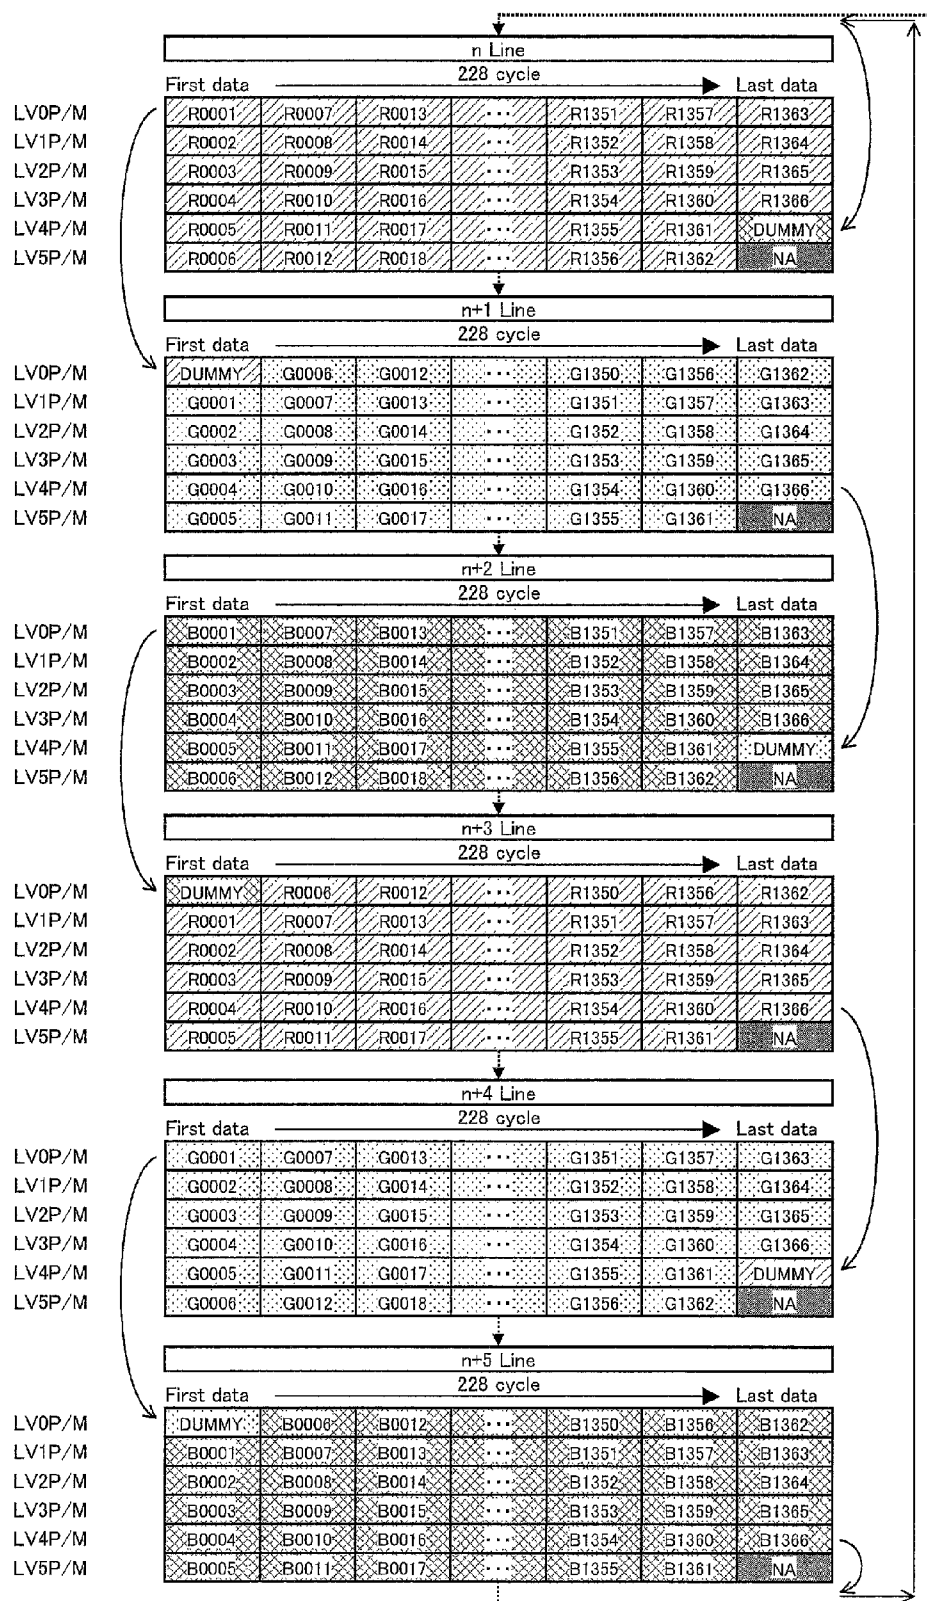 n Line
228 cycle
First data Last data
LV0P/M R0001 R0007 R0013 ... R1351 R1357 R1363
LV1P/M R0002 R0008 R0014 ... R1352 R1358 R1364
LV2P/M R0003 R0009 R0015 ... R1353 R1359 R1365
LV3P/M R0004 R0010 R0016 ... R1354 R1360 R1366
LV4P/M R0005 R0011 R0017 ... R1355 R1361 DUMMY
LV5P/M R0006 R0012 R0018 ... R1356 R1362 NA
n+1 Line
228 cycle
First data Last data
LV0P/M DUMMY G0006 G0012 ... G1350 G1356 G1362
LV1P/M G0001 G0007 G0013 ... G1351 G1357 G1363
LV2P/M G0002 G0008 G0014 ... G1352 G1358 G1364
LV3P/M G0003 G0009 G0015 ... G1353 G1359 G1365
LV4P/M G0004 G0010 G0016 ... G1354 G1360 G1366
LV5P/M G0005 G0011 G0017 ... G1355 G1361 NA
n+2 Line
228 cycle
First data Last data
LV0P/M B0001 B0007 B0013 ... B1351 B1357 B1363
LV1P/M B0002 B0008 B0014 ... B1352 B1358 B1364
LV2P/M B0003 B0009 B0015 ... B1353 B1359 B1365
LV3P/M B0004 B0010 B0016 ... B1354 B1360 B1366
LV4P/M B0005 B0011 B0017 ... B1355 B1361 DUMMY
LV5P/M B0006 B0012 B0018 ... B1356 B1362 NA
n+3 Line
228 cycle
First data Last data
LV0P/M DUMMY R0006 R0012 ... R1350 R1356 R1362
LV1P/M R0001 R0007 R0013 ... R1351 R1357 R1363
LV2P/M R0002 R0008 R0014 ... R1352 R1358 R1364
LV3P/M R0003 R0009 R0015 ... R1353 R1359 R1365
LV4P/M R0004 R0010 R0016 ... R1354 R1360 R1366
LV5P/M R0005 R0011 R0017 ... R1355 R1361 NA
n+4 Line
228 cycle
First data Last data
LV0P/M G0001 G0007 G0013 ... G1351 G1357 G1363
LV1P/M G0002 G0008 G0014 ... G1352 G1358 G1364
LV2P/M G0003 G0009 G0015 ... G1353 G1359 G1365
LV3P/M G0004 G0010 G0016 ... G1354 G1360 G1366
LV4P/M G0005 G0011 G0017 ... G1355 G1361 DUMMY
LV5P/M G0006 G0012 G0018 ... G1356 G1362 NA
n+5 Line
228 cycle
First data Last data
LV0P/M DUMMY B0006 B0012 ... B1350 B1356 B1362
LV1P/M B0001 B0007 B0013 ... B1351 B1357 B1363
LV2P/M B0002 B0008 B0014 ... B1352 B1358 B1364
LV3P/M B0003 B0009 B0015 ... B1353 B1359 B1365
LV4P/M B0004 B0010 B0016 ... B1354 B1360 B1366
LV5P/M B0005 B0011 B0017 ... B1355 B1361 NA